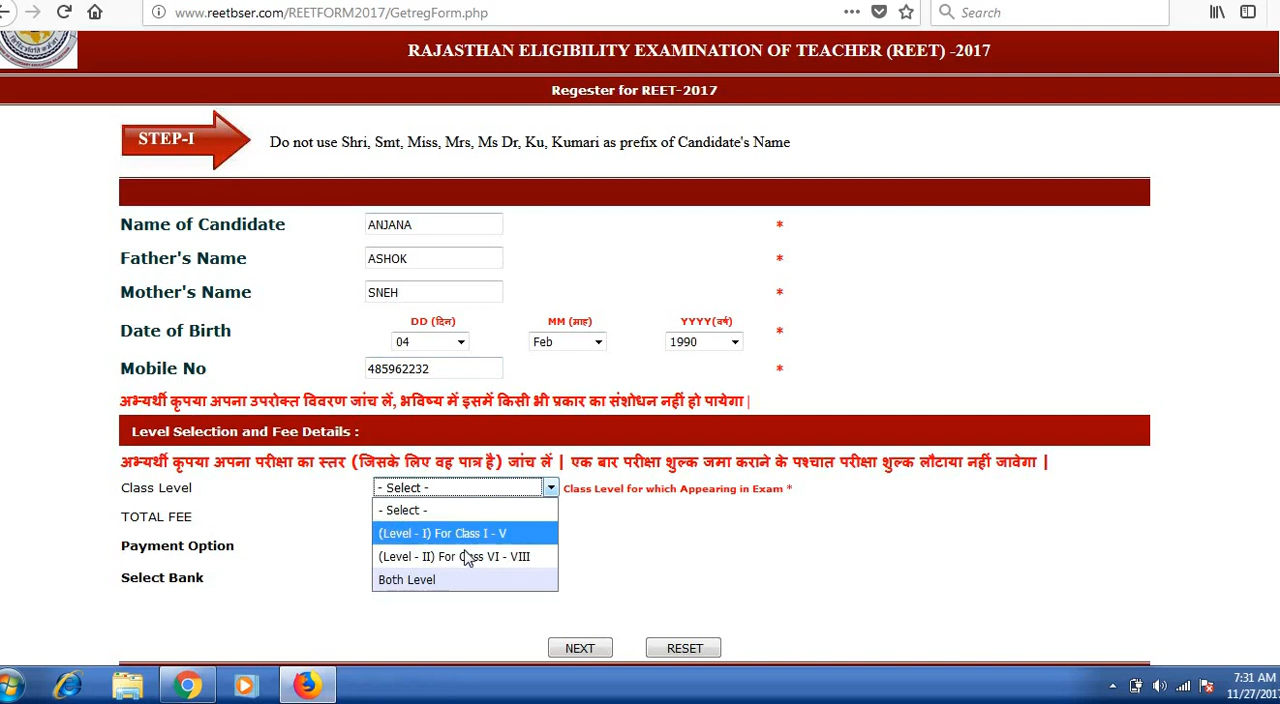 www.reetbser.com/REETFORM2017/GetregForm.php
Search
RAJASTHAN ELIGIBILITY EXAMINATION OF TEACHER (REET) -2017
Regester for REET-2017
STEP-I
Do not use Shri, Smt, Miss, Mrs, Ms Dr, Ku, Kumari as prefix of Candidate's Name
Name of Candidate ANJANA *
Father's Name ASHOK *
Mother's Name SNEH *
DD (दिन) MM (माह) YYYY(वर्ष)
Date of Birth 04 Feb 1990 *
Mobile No 485962232 *
अभ्यर्थी कृपया अपना उपरोक्त विवरण जांच लें, भविष्य में इसमें किसी भी प्रकार का संशोधन नहीं हो पायेगा |
Level Selection and Fee Details :
अभ्यर्थी कृपया अपना परीक्षा का स्तर (जिसके लिए वह पात्र है) जांच लें | एक बार परीक्षा शुल्क जमा कराने के पश्चात परीक्षा शुल्क लौटाया नहीं जावेगा |
Class Level - Select - Class Level for which Appearing in Exam *
- Select -
TOTAL FEE
(Level - I) For Class I - V
Payment Option
(Level - II) For Class VI - VIII
Select Bank
Both Level
NEXT RESET
7:31 AM
11/27/2017